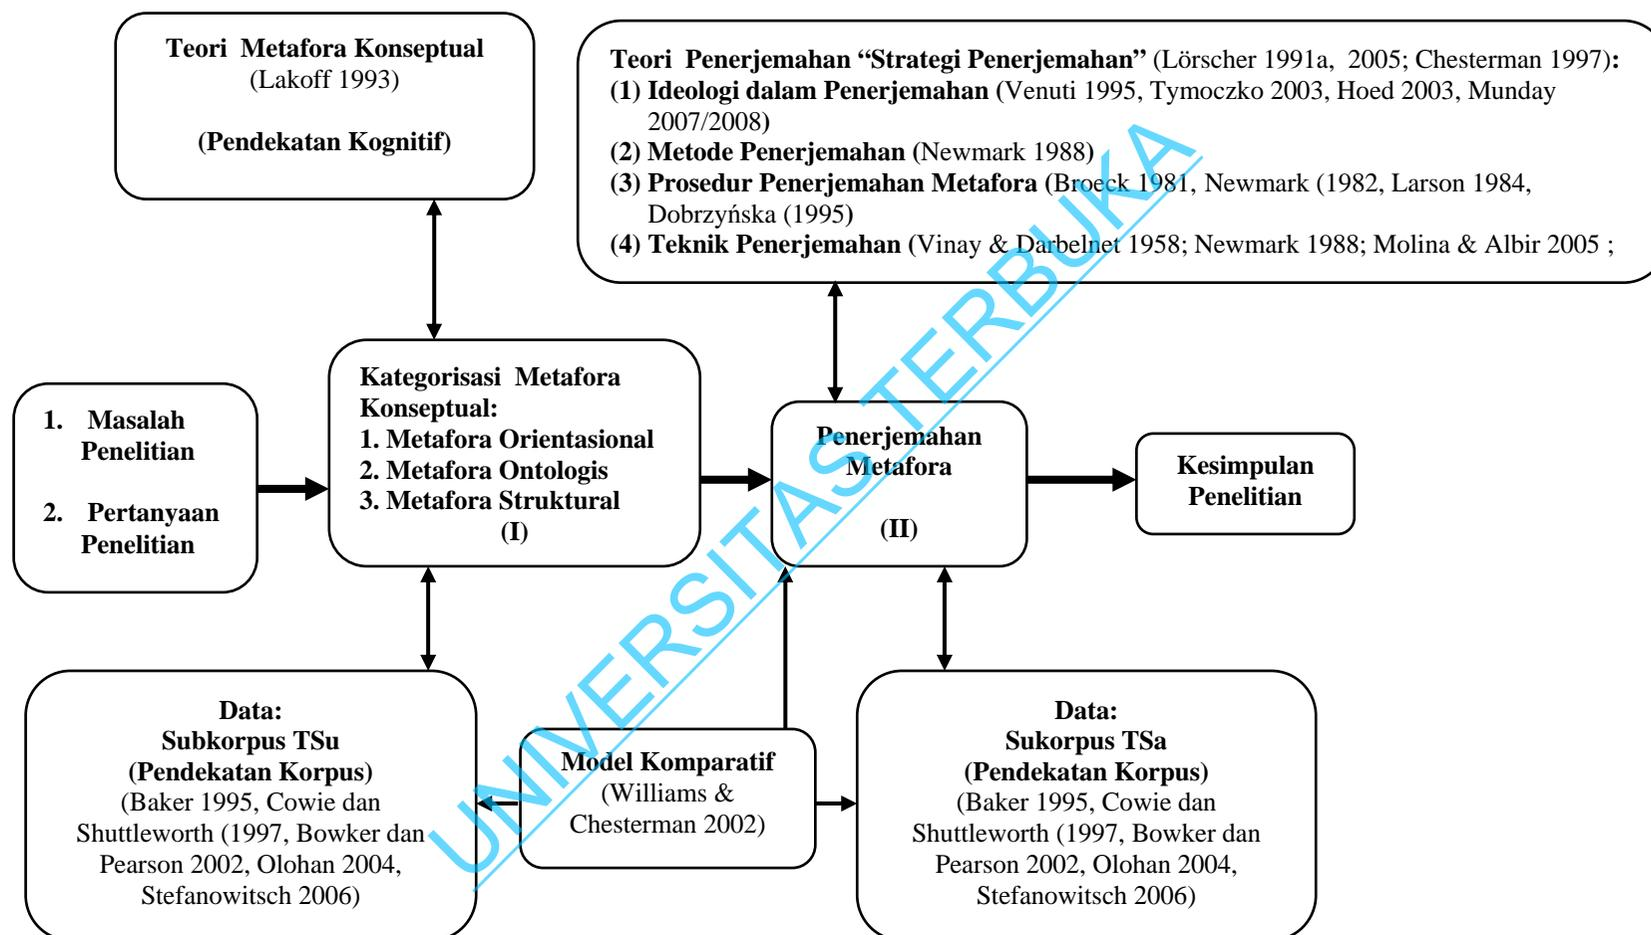 Teori Metafora Konseptual
(Lakoff 1993)
(Pendekatan Kognitif)
Teori Penerjemahan “Strategi Penerjemahan” (Lörscher 1991a, 2005; Chesterman 1997):
(1) Ideologi dalam Penerjemahan (Venuti 1995, Tymoczko 2003, Hoed 2003, Munday
2007/2008)
(2) Metode Penerjemahan (Newmark 1988)
(3) Prosedur Penerjemahan Metafora (Broeck 1981, Newmark (1982, Larson 1984,
Dobrzyńska (1995)
(4) Teknik Penerjemahan (Vinay & Darbelnet 1958; Newmark 1988; Molina & Albir 2005 ;
1. Masalah
Penelitian
2. Pertanyaan
Penelitian
Kategorisasi Metafora
Konseptual:
1. Metafora Orientasional
2. Metafora Ontologis
3. Metafora Struktural
(I)
Penerjemahan
Metafora
(II)
Kesimpulan
Penelitian
Data:
Subkorpus TSu
(Pendekatan Korpus)
(Baker 1995, Cowie dan
Shuttleworth (1997, Bowker dan
Pearson 2002, Olohan 2004,
Stefanowitsch 2006)
Model Komparatif
(Williams &
Chesterman 2002)
Data:
Sukorpus TSa
(Pendekatan Korpus)
(Baker 1995, Cowie dan
Shuttleworth (1997, Bowker dan
Pearson 2002, Olohan 2004,
Stefanowitsch 2006)
UNIVERSITAS TERBUKA